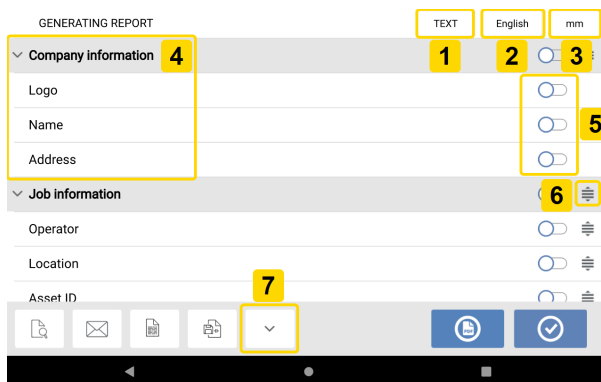 GENERATING REPORT TEXT English mm
1 2 3
Company information 4
Logo
Name 5
Address
Job information 6
Operator
Location
Asset ID 7
PDF